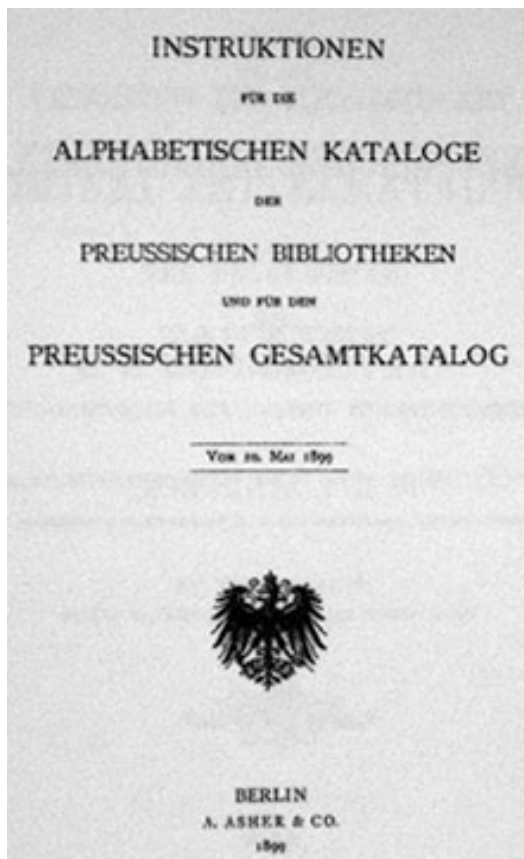 INSTRUKTIONEN
FÜR DIE
ALPHABETISCHEN KATALOGE
DER
PREUSSISCHEN BIBLIOTHEKEN
UND FÜR DEN
PREUSSISCHEN GESAMTKATALOG
VOM 10. MAI 1899
BERLIN
A. ASHER & CO.
1899